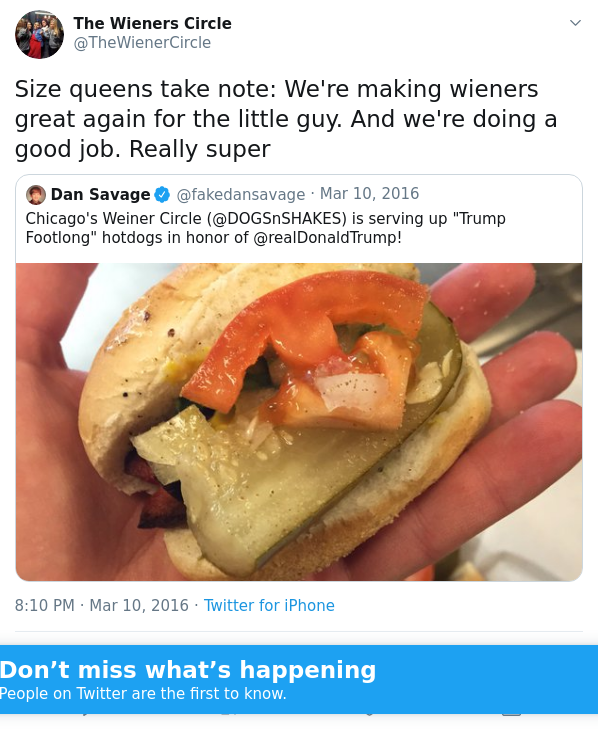 The Wieners Circle
@TheWienerCircle
Size queens take note: We're making wieners
great again for the little guy. And we're doing a
good job. Really super
Dan Savage @fakedansavage · Mar 10, 2016
Chicago's Weiner Circle (@DOGSnSHAKES) is serving up "Trump
Footlong" hotdogs in honor of @realDonaldTrump!
8:10 PM · Mar 10, 2016 · Twitter for iPhone
Don’t miss what’s happening
People on Twitter are the first to know.